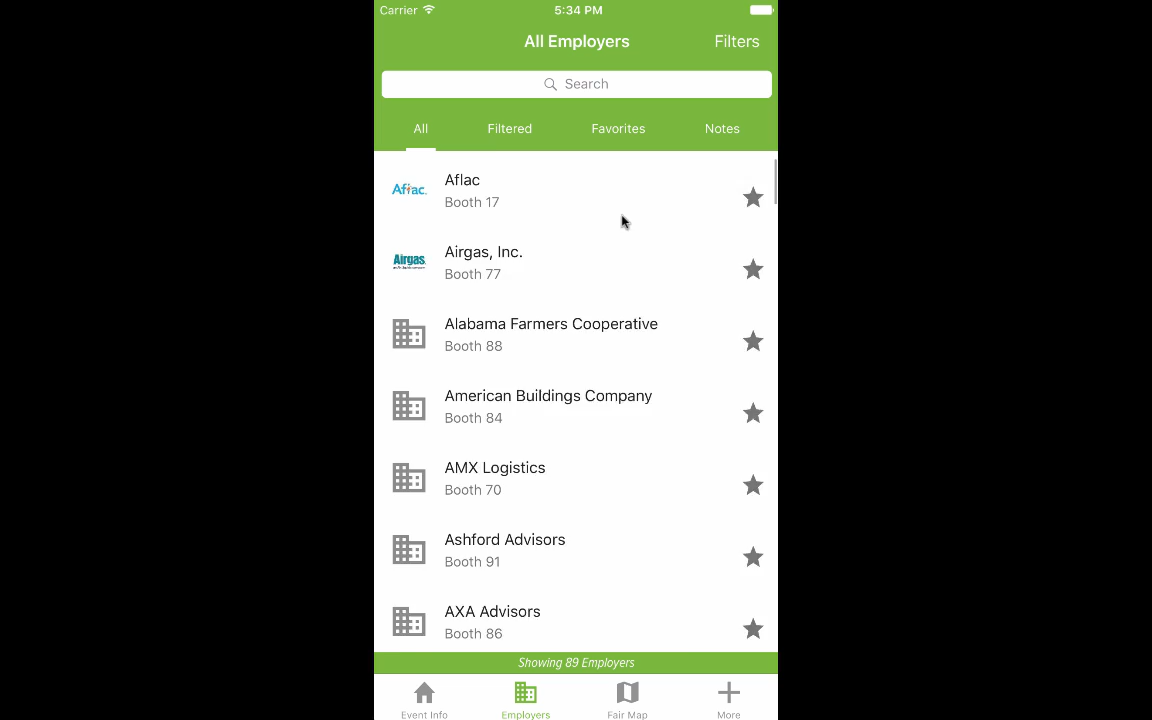 Carrier 5:34 PM
All Employers Filters
Search
All Filtered Favorites Notes
Aflac.
Aflac
Booth 17
Airgas
Airgas, Inc.
Booth 77
Alabama Farmers Cooperative
Booth 88
American Buildings Company
Booth 84
AMX Logistics
Booth 70
Ashford Advisors
Booth 91
AXA Advisors
Booth 86
Showing 89 Employers
Event Info Employers Fair Map More